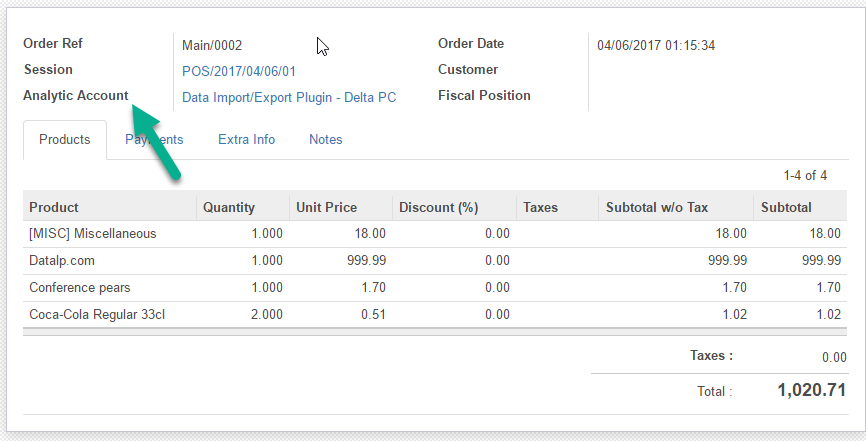 Order Ref Main/0002 Order Date 04/06/2017 01:15:34
Session POS/2017/04/06/01 Customer
Analytic Account Data Import/Export Plugin - Delta PC Fiscal Position
Products Payments Extra Info Notes
1-4 of 4
Product Quantity Unit Price Discount (%) Taxes Subtotal w/o Tax Subtotal
[MISC] Miscellaneous 1.000 18.00 0.00 18.00 18.00
Datalp.com 1.000 999.99 0.00 999.99 999.99
Conference pears 1.000 1.70 0.00 1.70 1.70
Coca-Cola Regular 33cl 2.000 0.51 0.00 1.02 1.02
Taxes : 0.00
Total : 1,020.71